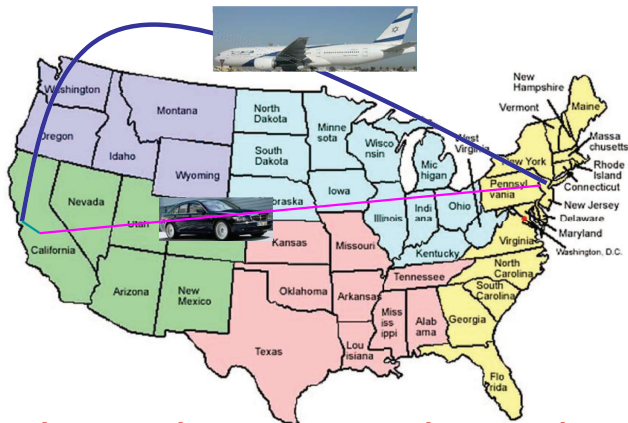 Washington
Oregon
Idaho
Montana
Wyoming
North
Dakota
South
Dakota
braska
Minne
sota
Iowa
Wisco
nsin
Mic
higan
Illinois
Indi
ana
Ohio
West
Virginia
Kentucky
New
Hampshire
Vermont
Maine
Massa
chusetts
Rhode
Island
Connecticut
New York
Pennsyl
vania
New Jersey
Delaware
Maryland
Washington, D.C.
Virginia
North
Carolina
South
Carolina
Georgia
Flo
rida
Nevada
Utah
California
Arizona
New
Mexico
Kansas
Missouri
Oklahoma
Arkansas
Tennessee
Miss
iss
ippi
Alab
ama
Lou
isiana
Texas